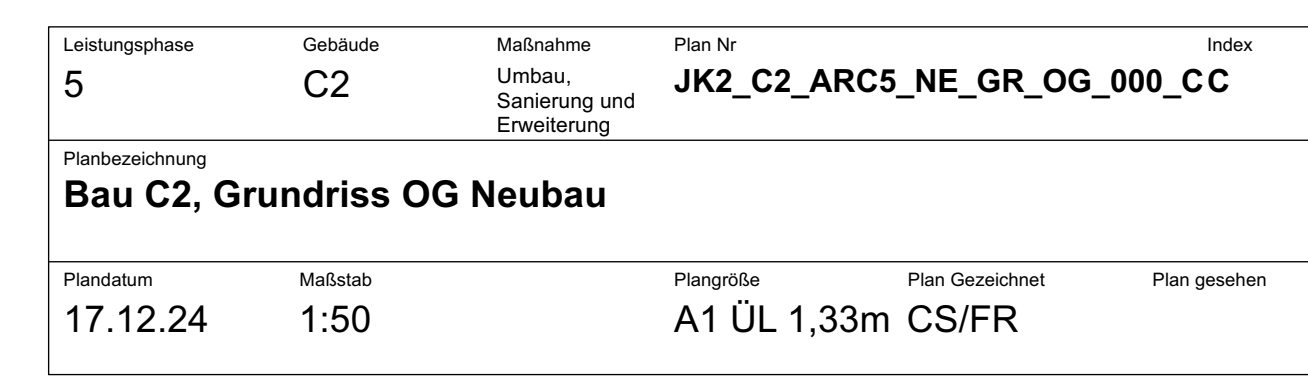 Leistungsphase Gebäude Maßnahme Plan Nr Index
5 C2 Umbau, JK2_C2_ARC5_NE_GR_OG_000_C C
Sanierung und
Erweiterung
Planbezeichnung
Bau C2, Grundriss OG Neubau
Plandatum Maßstab Plangröße Plan Gezeichnet Plan gesehen
17.12.24 1:50 A1 ÜL 1,33m CS/FR